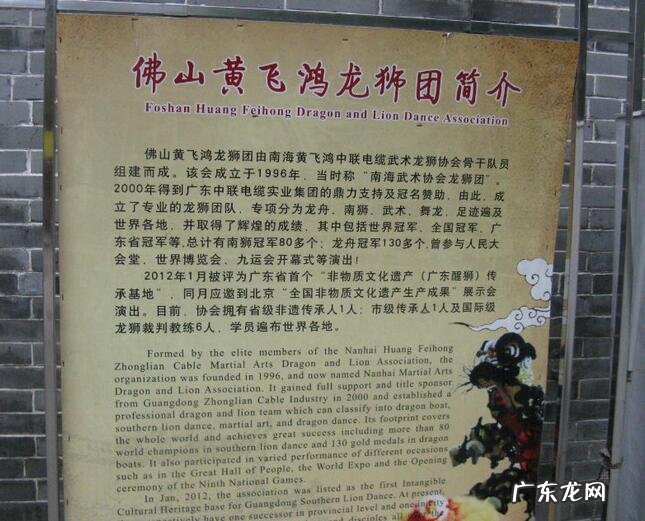 佛山黄飞鸿龙狮团简介
Foshan Huang Feihong Dragon and Lion Dance Association
佛山黄飞鸿龙狮团由南海黄飞鸿中联电缆武术龙狮协会骨干队员
组建而成。该会成立于1996年，当时称“南海武术协会龙狮团”。
2000年得到广东中联电缆实业集团的鼎力支持及冠名赞助，由此，成
立了专业的龙狮团队，专项分为龙舟、南狮、武术、舞龙，足迹遍及
世界各地，并取得了辉煌的成绩，其中包括世界冠军、全国冠军、广
东省冠军等，总计有南狮冠军80多个；龙舟冠军130多个，曾参与人民大
会堂、世界博览会、九运会开幕式等演出！
2012年1月被评为广东省首个“非物质文化遗产（广东醒狮）传
承基地”，同月应邀到北京“全国非物质文化遗产生产成果”展示会
演出。目前，协会拥有省级非遗传承人1人；市级传承人1人及国际级
龙狮裁判教练6人，学员遍布世界各地。
Formed by the elite members of the Nanhai Huang Feihong
Zhonglian Cable Martial Arts Dragon and Lion Association, the
organization was founded in 1996, and now named Nanhai Martial Arts
Dragon and Lion Association. It gained full support and title sponsor
from Guangdong Zhonglian Cable Industry in 2000 and established a
professional dragon and lion team which can classify into dragon boat,
southern lion dance, martial art, and dragon dance. Its footprint covers
the whole world and achieves great success including more than 80
world champions in southern lion dance and 130 gold medals in dragon
boats. It also participated in varied performance of different occasions
such as in the Great Hall of People, the World Expo and the Opening
ceremony of the Ninth National Games.
In Jan, 2012, the association was listed as the first Intangible
Cultural Heritage base for Guangdong Southern Lion Dance. At present,
have one successor in provincial level and one in city
and disciples all
广东龙网